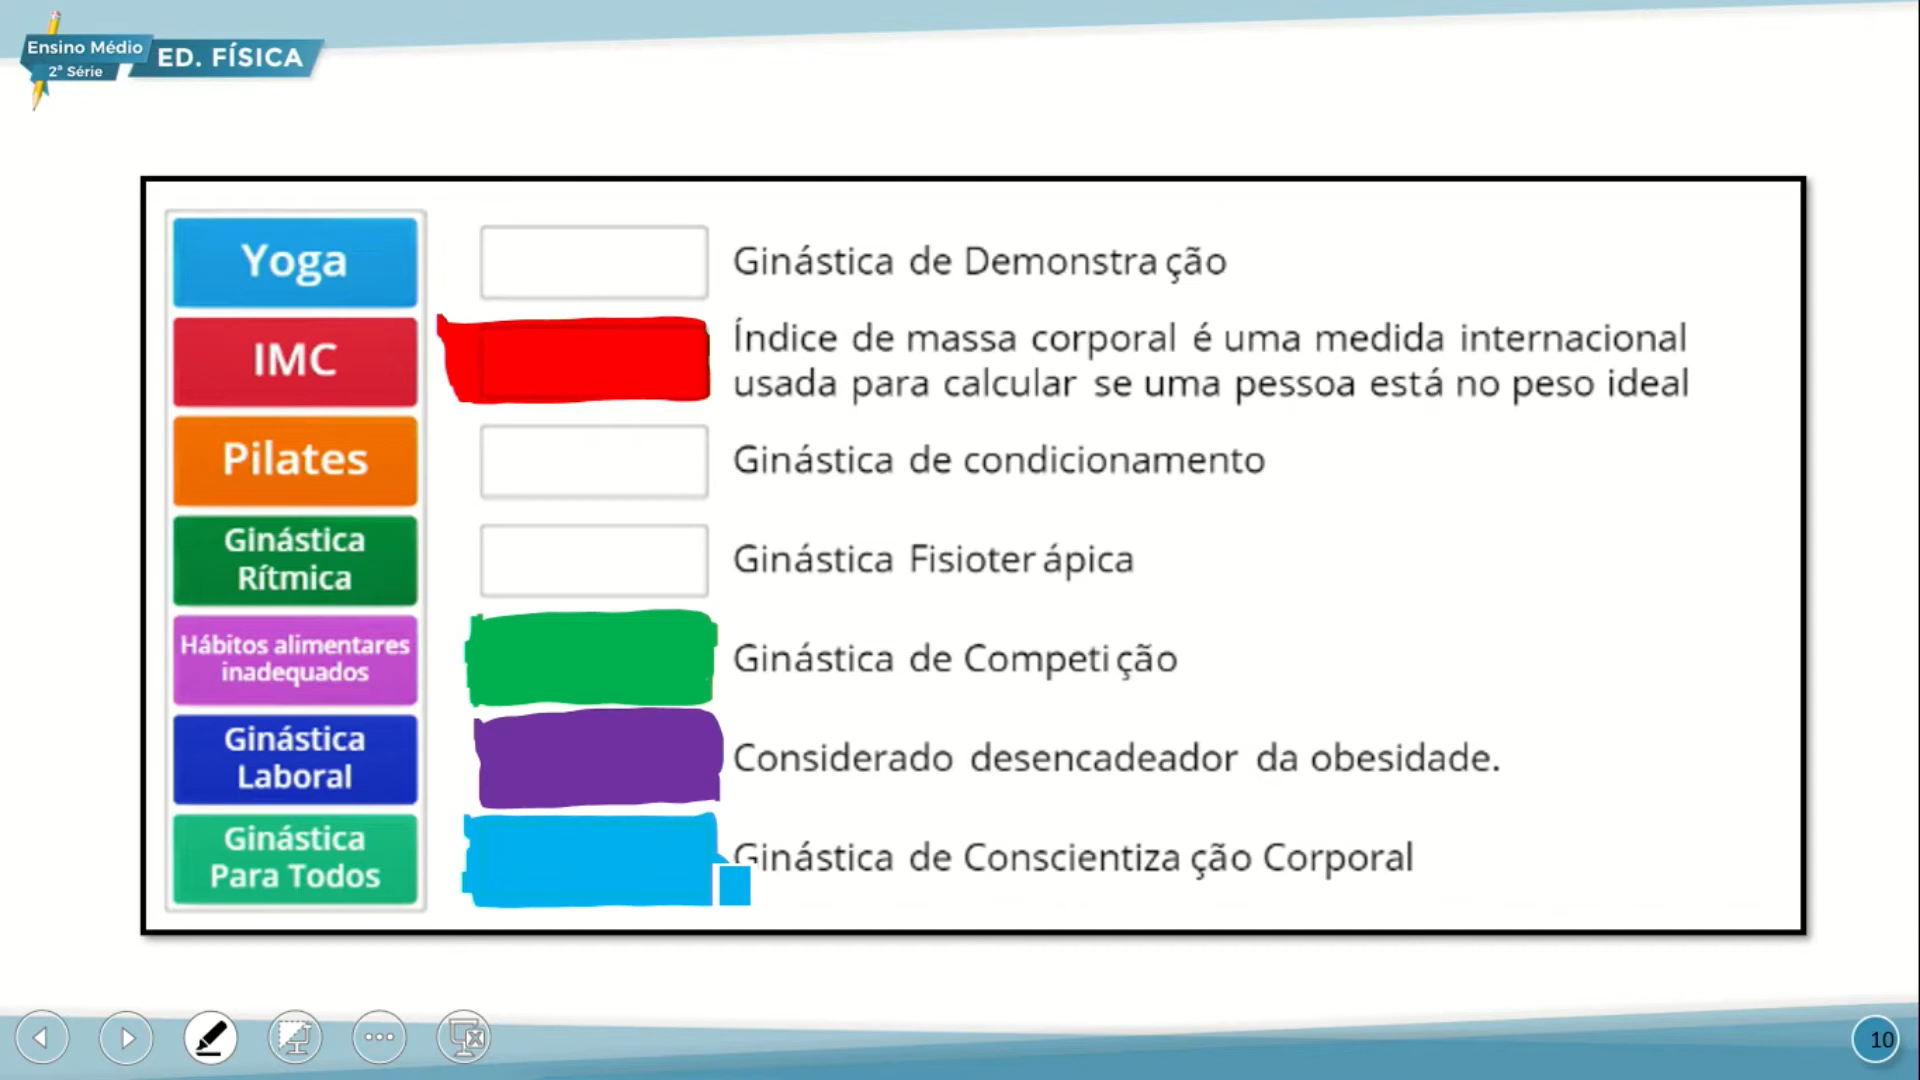 Ensino Médio
2ª Série
ED. FÍSICA
Yoga
Ginástica de Demonstração
IMC
Índice de massa corporal é uma medida internacional
usada para calcular se uma pessoa está no peso ideal
Pilates
Ginástica de condicionamento
Ginástica
Rítmica
Ginástica Fisioterápica
Hábitos alimentares
inadequados
Ginástica de Competição
Ginástica
Laboral
Considerado desencadeador da obesidade.
Ginástica
Para Todos
Ginástica de Conscientização Corporal
10